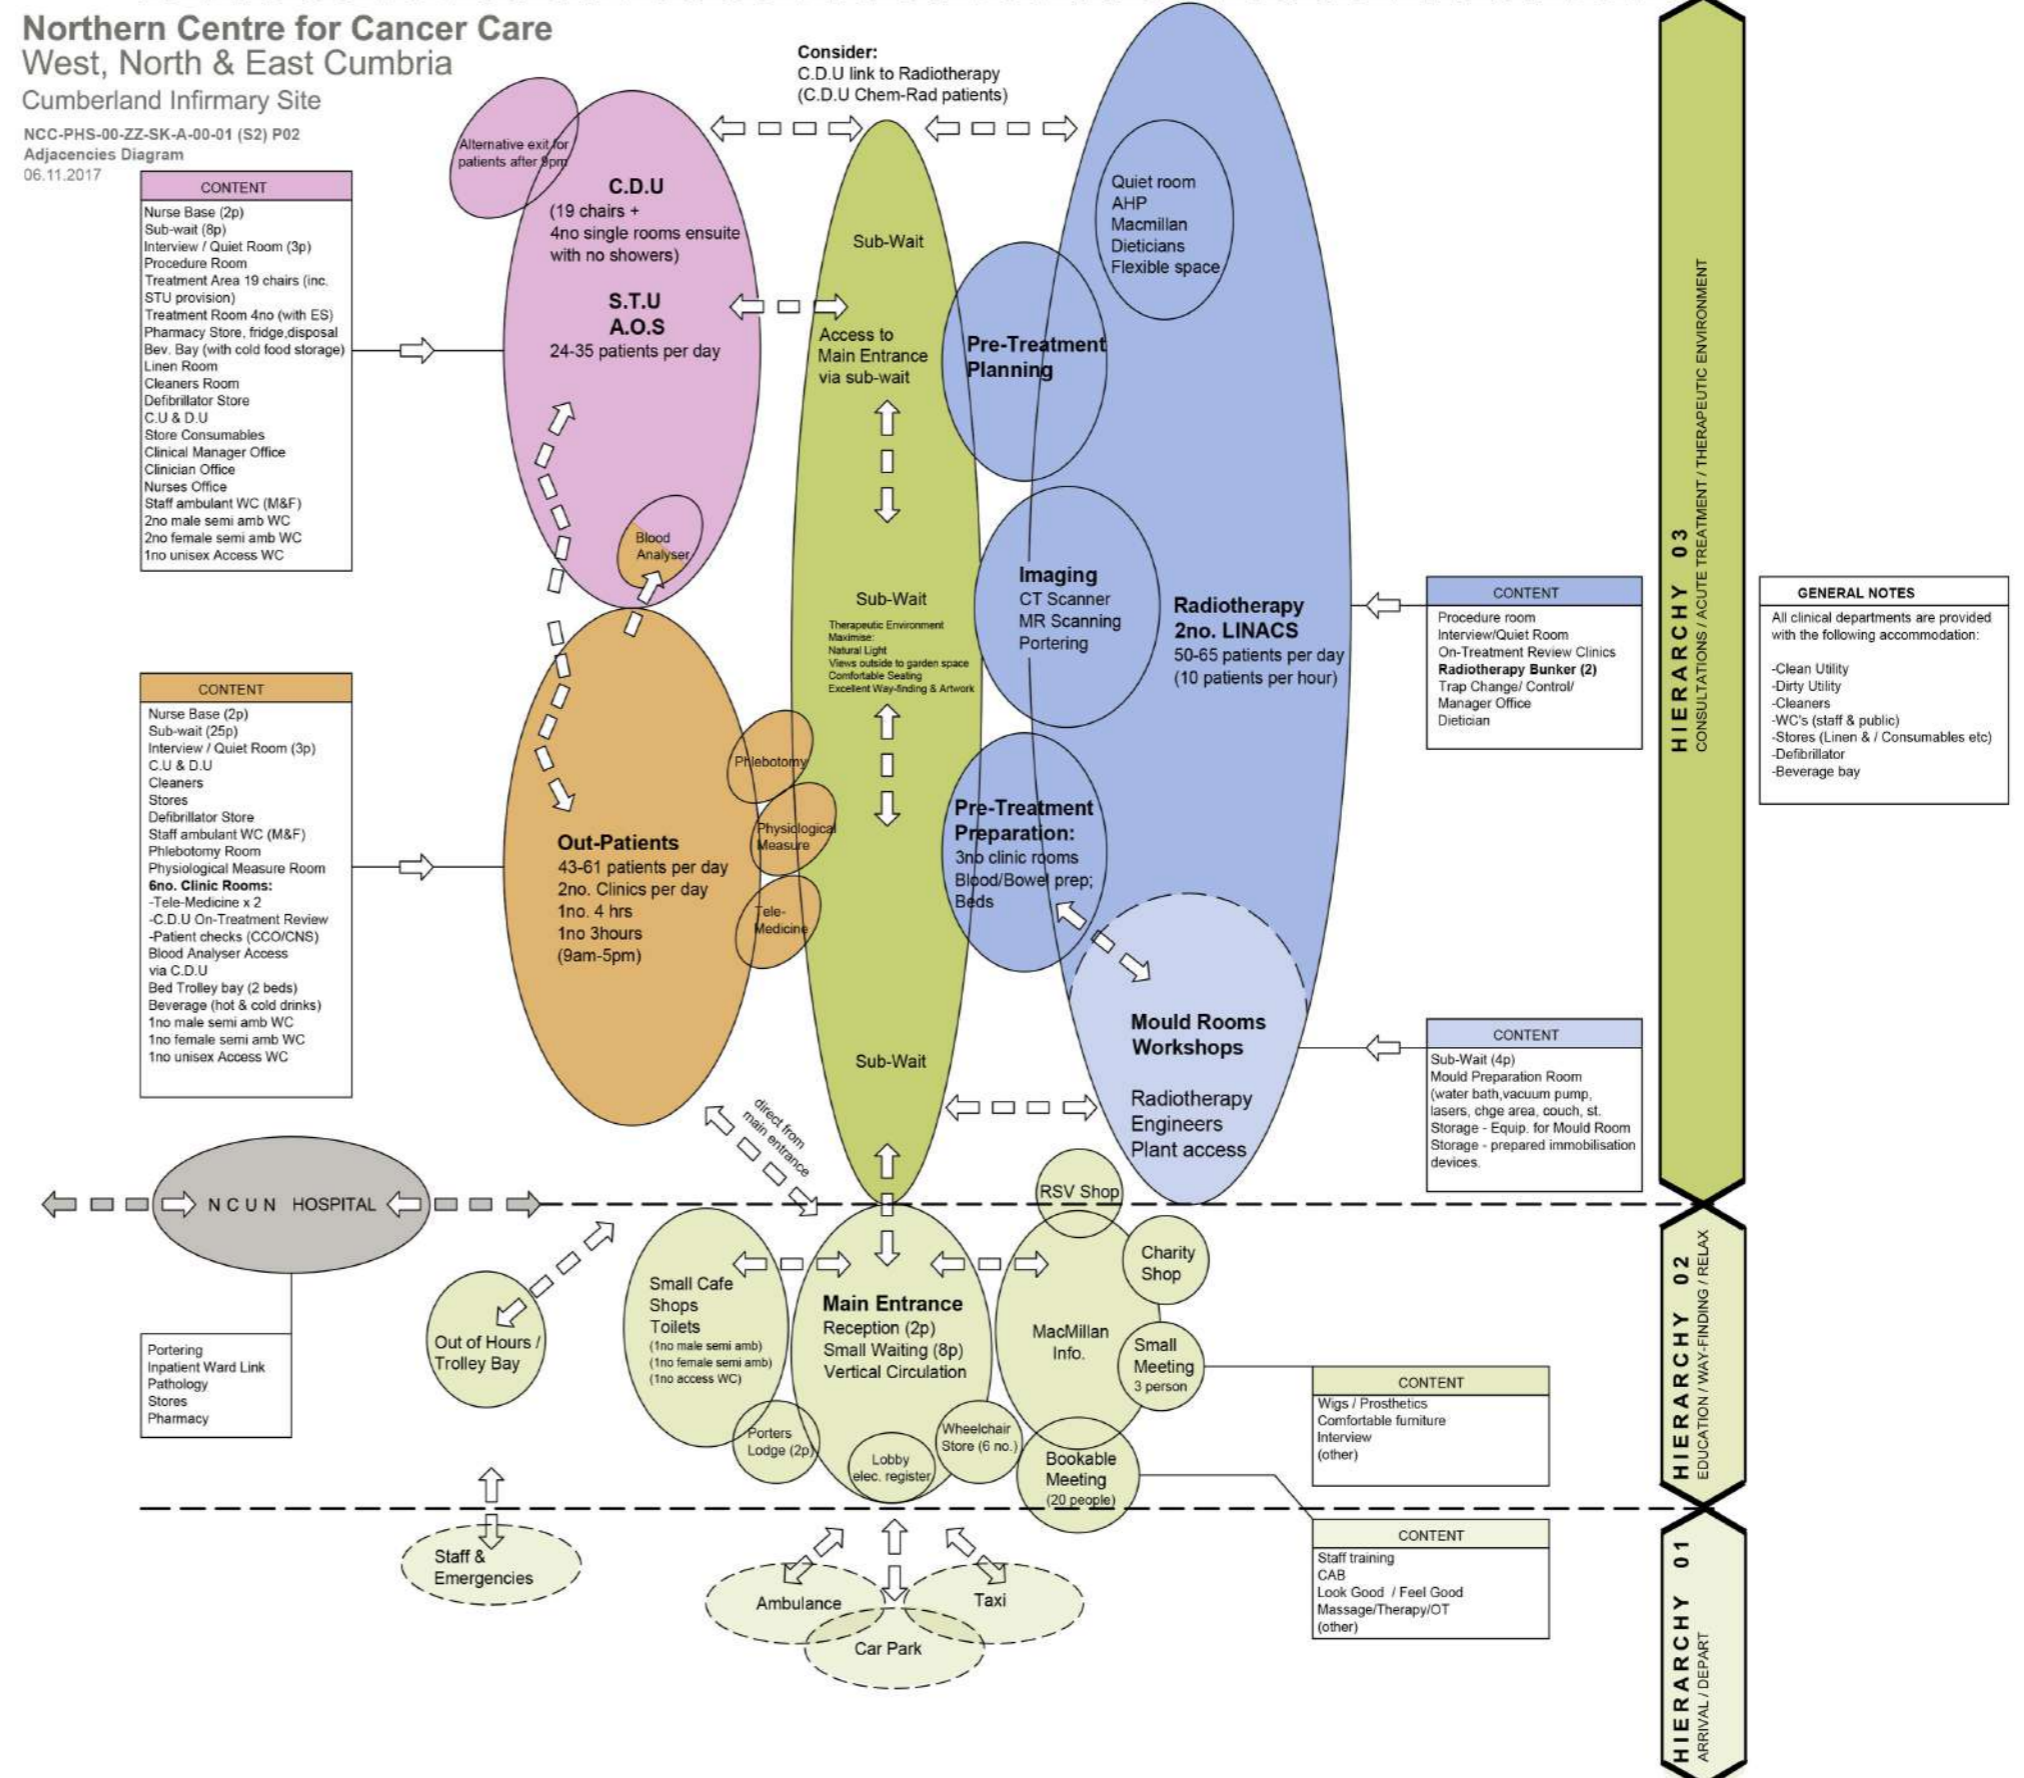 Northern Centre for Cancer Care
West, North & East Cumbria
Cumberland Infirmary Site
NCC-PHS-00-ZZ-SK-A-00-01 (S2) P02
Adjacencies Diagram
06.11.2017
CONTENT
Nurse Base (2p)
Sub-wait (8p)
Interview / Quiet Room (3p)
Procedure Room
Treatment Area 19 chairs (inc.
STU provision)
Treatment Room 4no (with ES)
Pharmacy Store, fridge,disposal
Bev. Bay (with cold food storage)
Linen Room
Cleaners Room
Defibrillator Store
C.U & D.U
Store Consumables
Clinical Manager Office
Clinician Office
Nurses Office
Staff ambulant WC (M&F)
2no male semi amb WC
2no female semi amb WC
1no unisex Access WC
CONTENT
Nurse Base (2p)
Sub-wait (25p)
Interview / Quiet Room (3p)
C.U & D.U
Cleaners
Stores
Defibrillator Store
Staff ambulant WC (M&F)
Phlebotomy Room
Physiological Measure Room
6no. Clinic Rooms:
-Tele-Medicine x 2
-C.D.U On-Treatment Review
-Patient checks (CCO/CNS)
Blood Analyser Access
via C.D.U
Bed Trolley bay (2 beds)
Beverage (hot & cold drinks)
1no male semi amb WC
1no female semi amb WC
1no unisex Access WC
Alternative exit for
patients after 9pm
C.D.U
(19 chairs +
4no single rooms ensuite
with no showers)
S.T.U
A.O.S
24-35 patients per day
Blood
Analyser
Out-Patients
43-61 patients per day
2no. Clinics per day
1no. 4 hrs
1no 3hours
(9am-5pm)
Phlebotomy
Physiological
Measure
Tele-
Medicine
Consider:
C.D.U link to Radiotherapy
(C.D.U Chem-Rad patients)
Sub-Wait
Access to
Main Entrance
via sub-wait
Sub-Wait
Therapeutic Environment
Maximise:
Natural Light
Views outside to garden space
Comfortable Seating
Excellent Way-finding & Artwork
Sub-Wait
direct from
main entrance
Quiet room
AHP
Macmillan
Dieticians
Flexible space
Pre-Treatment
Planning
Imaging
CT Scanner
MR Scanning
Portering
Radiotherapy
2no. LINACS
50-65 patients per day
(10 patients per hour)
Pre-Treatment
Preparation:
3no clinic rooms
Blood/Bowel prep;
Beds
Mould Rooms
Workshops
Radiotherapy
Engineers
Plant access
CONTENT
Procedure room
Interview/Quiet Room
On-Treatment Review Clinics
Radiotherapy Bunker (2)
Trap Change/ Control/
Manager Office
Dietician
CONTENT
Sub-Wait (4p)
Mould Preparation Room
(water bath,vacuum pump,
lasers, chge area, couch, st.
Storage - Equip. for Mould Room
Storage - prepared immobilisation
devices.
HIERARCHY 03
CONSULTATIONS / ACUTE TREATMENT / THERAPEUTIC ENVIRONMENT
GENERAL NOTES
All clinical departments are provided
with the following accommodation:
-Clean Utility
-Dirty Utility
-Cleaners
-WC's (staff & public)
-Stores (Linen & / Consumables etc)
-Defibrillator
-Beverage bay
NCUN HOSPITAL
Portering
Inpatient Ward Link
Pathology
Stores
Pharmacy
Out of Hours /
Trolley Bay
Small Cafe
Shops
Toilets
(1no male semi amb)
(1no female semi amb)
(1no access WC)
Porters
Lodge (2p)
Main Entrance
Reception (2p)
Small Waiting (8p)
Vertical Circulation
Lobby
elec. register
Wheelchair
Store (6 no.)
RSV Shop
Charity
Shop
MacMillan
Info.
Small
Meeting
3 person
Bookable
Meeting
(20 people)
CONTENT
Wigs / Prosthetics
Comfortable furniture
Interview
(other)
HIERARCHY 02
EDUCATION / WAY-FINDING / RELAX
Staff &
Emergencies
Ambulance
Taxi
Car Park
CONTENT
Staff training
CAB
Look Good / Feel Good
Massage/Therapy/OT
(other)
HIERARCHY 01
ARRIVAL / DEPART